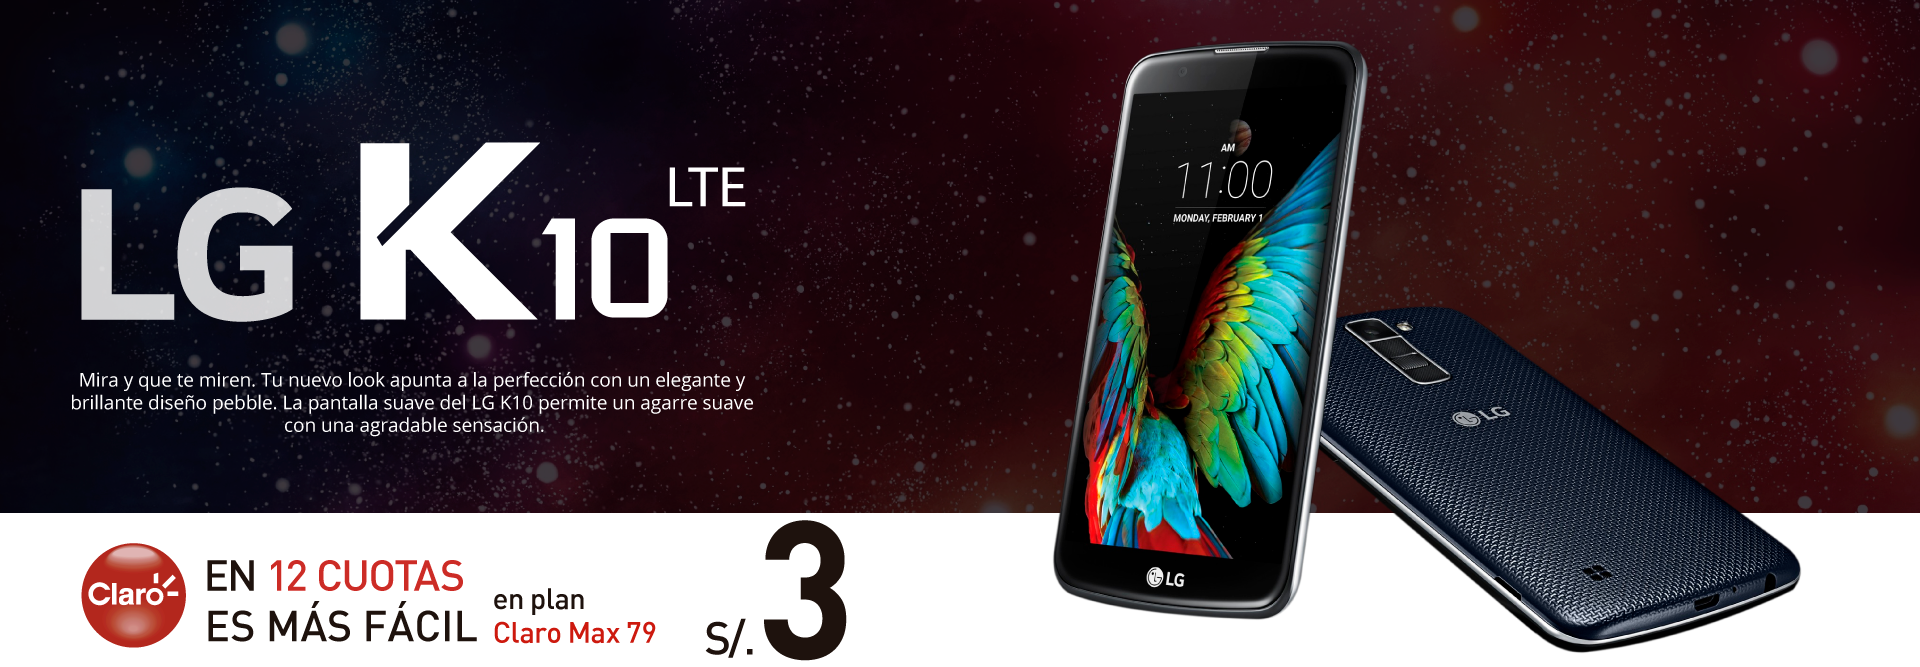 LG K10 LTE
Mira y que te miren. Tu nuevo look apunta a la perfección con un elegante y
brillante diseño pebble. La pantalla suave del LG K10 permite un agarre suave
con una agradable sensación.
AM
11:00
MONDAY, FEBRUARY 1
LG
LG
Claro
EN 12 CUOTAS
ES MÁS FÁCIL
en plan
Claro Max 79
S/. 3